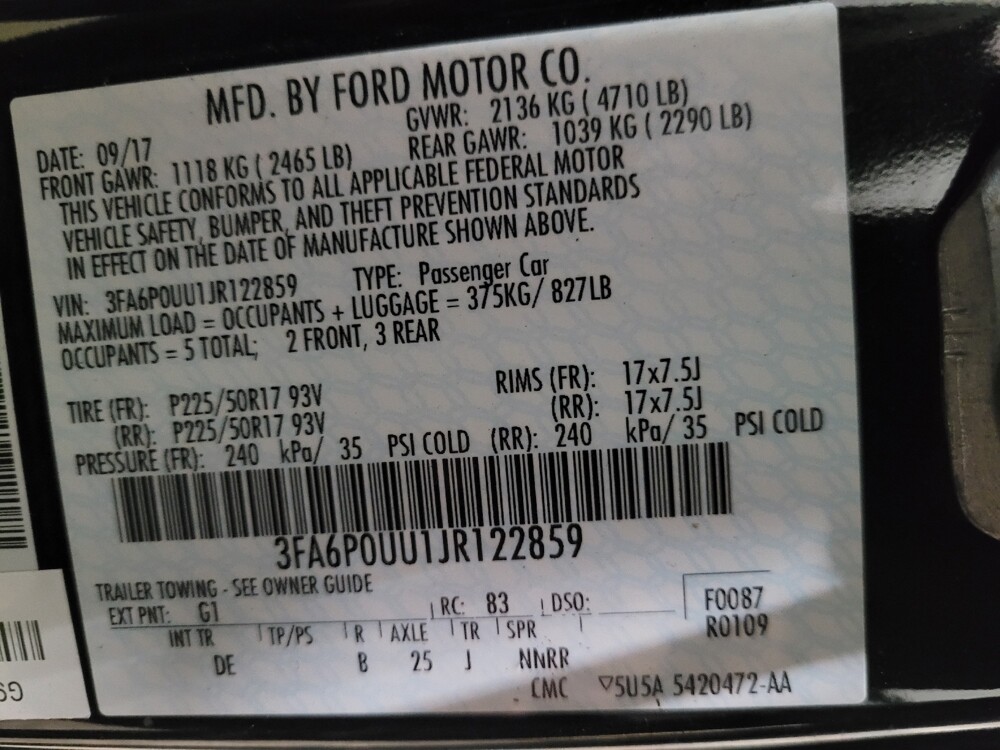 MFD. BY FORD MOTOR CO.
DATE: 09/17 GVWR: 2136 KG ( 4710 LB)
FRONT GAWR: 1118 KG ( 2465 LB) REAR GAWR: 1039 KG ( 2290 LB)
THIS VEHICLE CONFORMS TO ALL APPLICABLE FEDERAL MOTOR
VEHICLE SAFETY, BUMPER, AND THEFT PREVENTION STANDARDS
IN EFFECT ON THE DATE OF MANUFACTURE SHOWN ABOVE.
VIN: 3FA6P0UU1JR122859 TYPE: Passenger Car
MAXIMUM LOAD = OCCUPANTS + LUGGAGE = 375KG/ 827LB
OCCUPANTS = 5 TOTAL; 2 FRONT, 3 REAR
TIRE (FR): P225/50R17 93V RIMS (FR): 17x7.5J
(RR): P225/50R17 93V (RR): 17x7.5J
PRESSURE (FR): 240 kPa/ 35 PSI COLD (RR): 240 kPa/ 35 PSI COLD
3FA6P0UU1JR122859
TRAILER TOWING - SEE OWNER GUIDE
EXT PNT: G1 RC: 83 DSO: F0087
INT TR TP/PS R AXLE TR SPR R0109
DE B 25 J NNRR
CMC ▽5U5A 5420472-AA